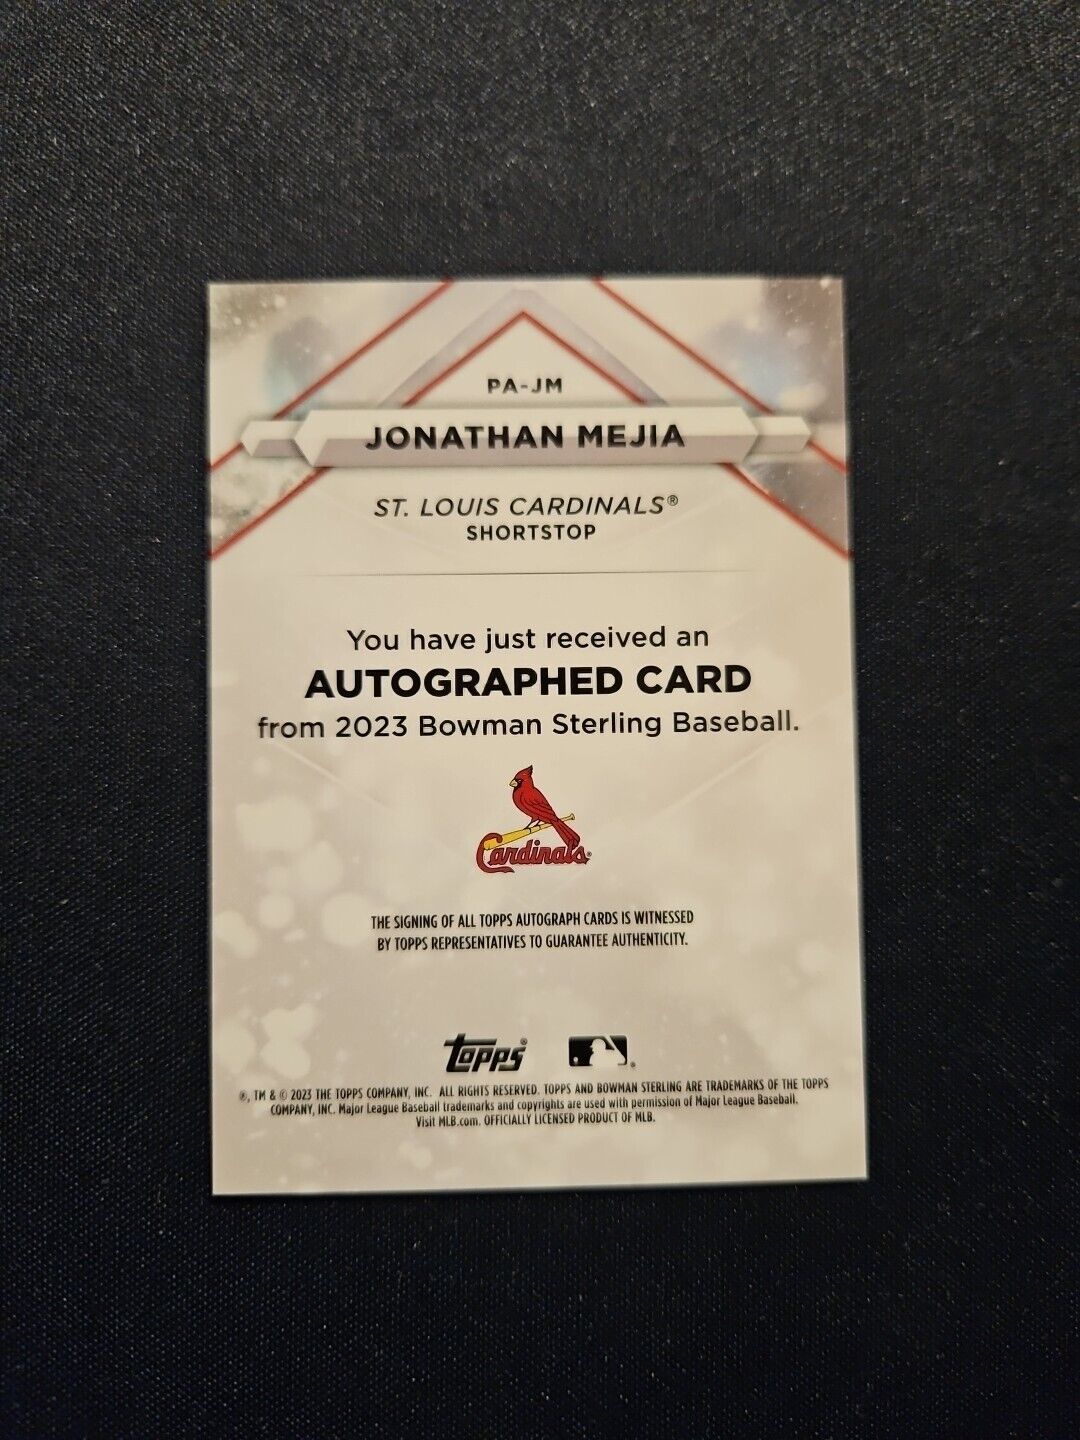 PA-JM
JONATHAN MEJIA
ST. LOUIS CARDINALS®
SHORTSTOP
You have just received an
AUTOGRAPHED CARD
from 2023 Bowman Sterling Baseball.
Cardinals®
THE SIGNING OF ALL TOPPS AUTOGRAPH CARDS IS WITNESSED
BY TOPPS REPRESENTATIVES TO GUARANTEE AUTHENTICITY.
topps®
®, TM & © 2023 THE TOPPS COMPANY, INC. ALL RIGHTS RESERVED. TOPPS AND BOWMAN STERLING ARE TRADEMARKS OF THE TOPPS
COMPANY, INC. Major League Baseball trademarks and copyrights are used with permission of Major League Baseball.
Visit MLB.com. OFFICIALLY LICENSED PRODUCT OF MLB.